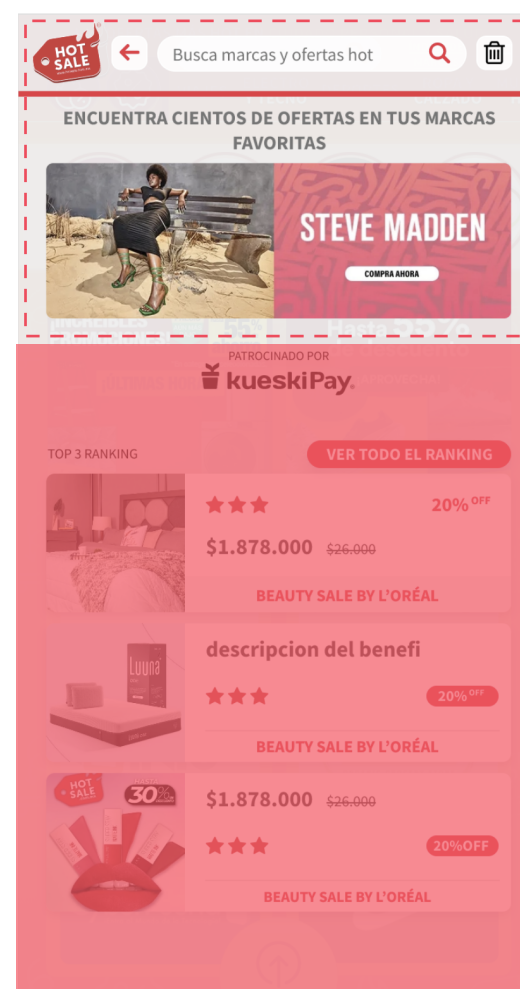 HOT
SALE
Busca marcas y ofertas hot
ENCUENTRA CIENTOS DE OFERTAS EN TUS MARCAS
FAVORITAS
STEVE MADDEN
COMPRA AHORA
PATROCINADO POR
kueskiPay.
TOP 3 RANKING
VER TODO EL RANKING
20% OFF
$1.878.000 $26.000
BEAUTY SALE BY L'ORÉAL
Luuna
descripcion del benefi
20% OFF
BEAUTY SALE BY L'ORÉAL
HOT
SALE
30%
$1.878.000 $26.000
20%OFF
BEAUTY SALE BY L'ORÉAL